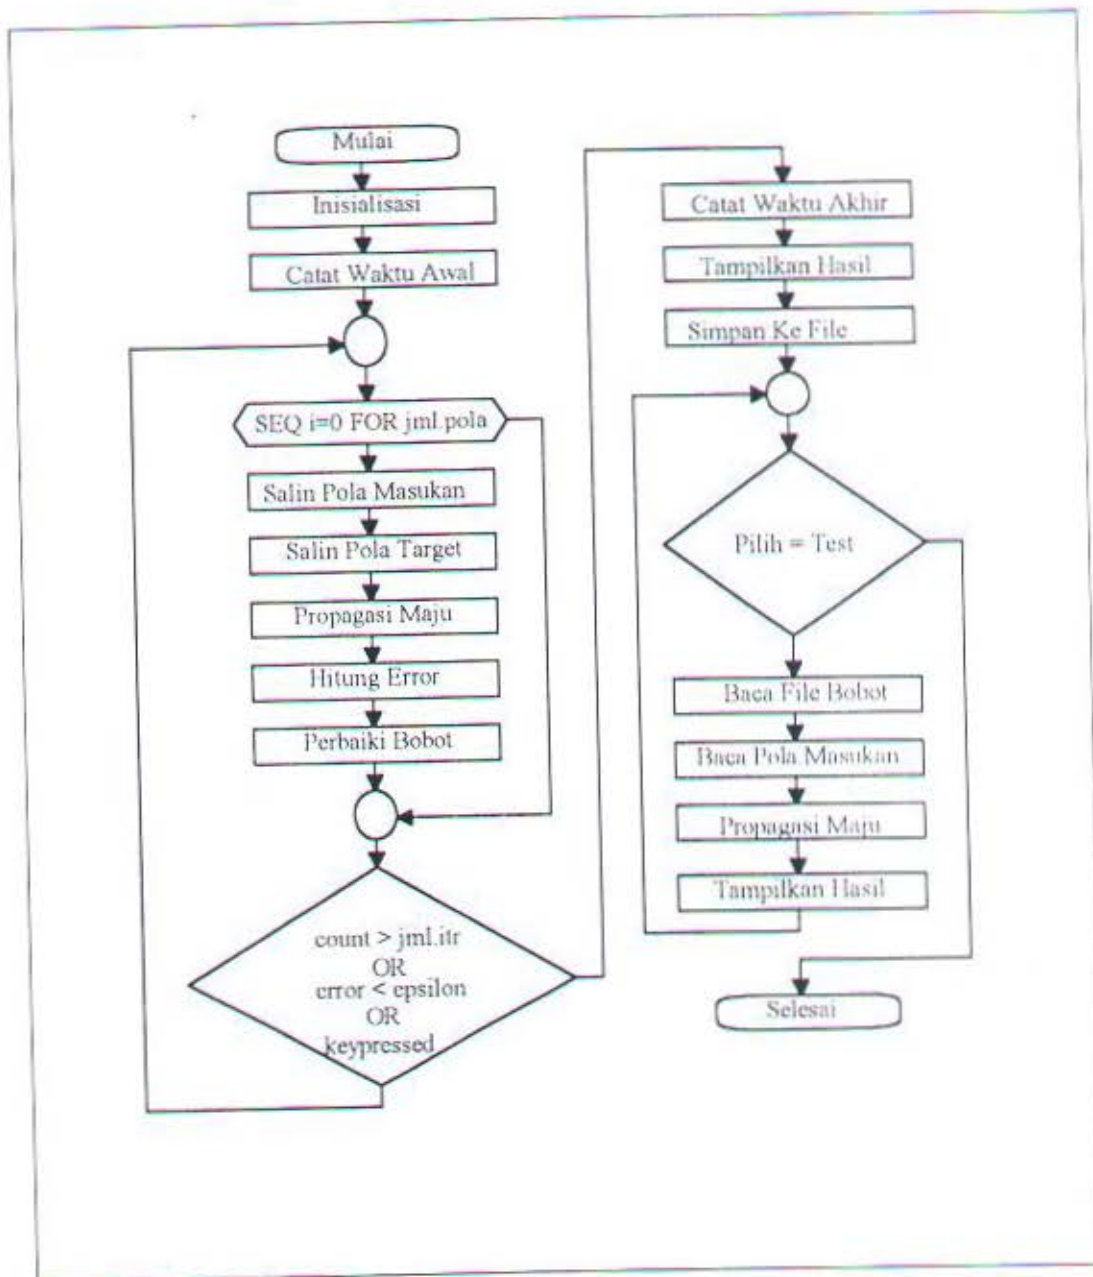 Mulai
Inisialisasi
Catat Waktu Awal
SEQ i=0 FOR jml.pola
Salin Pola Masukan
Salin Pola Target
Propagasi Maju
Hitung Error
Perbaiki Bobot
count > jml.itr
OR
error < epsilon
OR
keypressed
Catat Waktu Akhir
Tampilkan Hasil
Simpan Ke File
Pilih = Test
Baca File Bobot
Baca Pola Masukan
Propagasi Maju
Tampilkan Hasil
Selesai